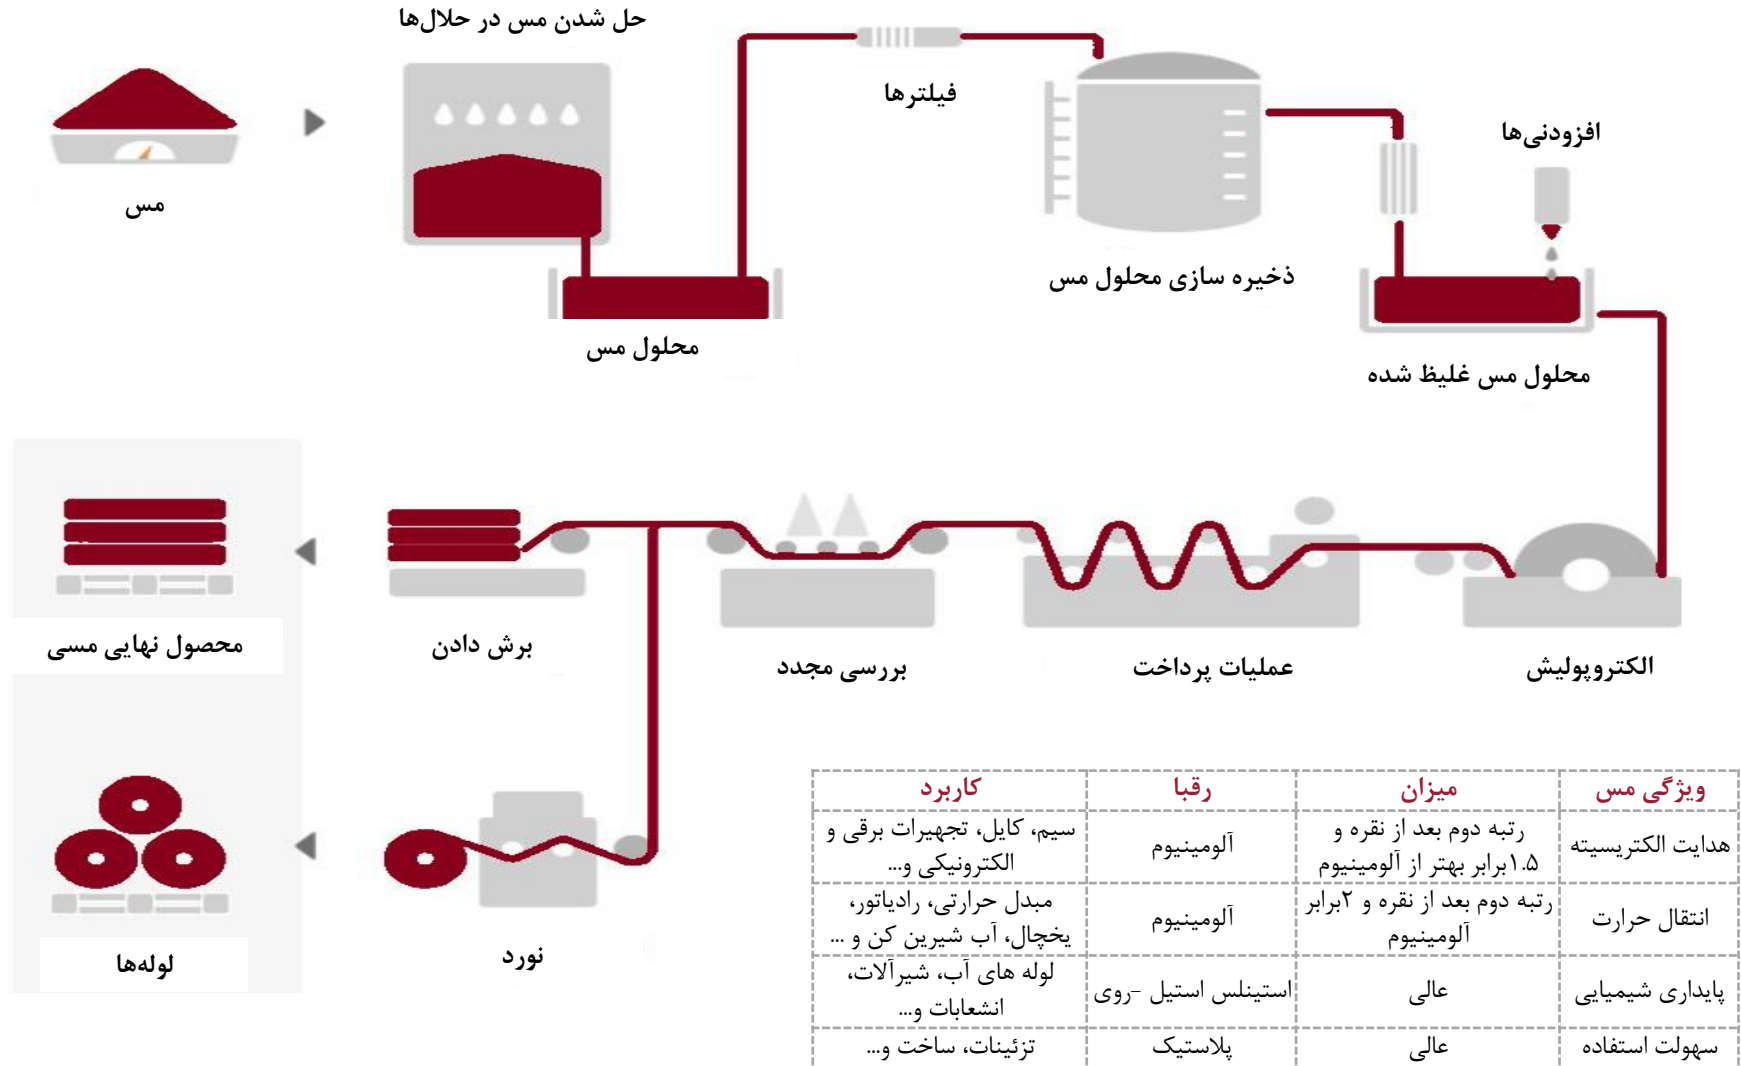 حل شدن مس در حلال‌ها
مس
فیلترها
افزودنی‌ها
ذخیره سازی محلول مس
محلول مس
محلول مس غلیظ شده
الکتروپولیش
عملیات پرداخت
بررسی مجدد
برش دادن
محصول نهایی مسی
نورد
لوله‌ها
ویژگی مس	میزان	رقبا	کاربرد
هدایت الکتریسیته	رتبه دوم بعد از نقره و	آلومینیوم	سیم، کابل، تجهیرات برقی و
۱.۵برابر بهتر از آلومینیوم	الکترونیکی و...
انتقال حرارت	رتبه دوم بعد از نقره و ۲برابر	آلومینیوم	مبدل حرارتی، رادیاتور،
آلومینیوم	یخچال، آب شیرین کن و ...
پایداری شیمیایی	عالی	استینلس استیل -روی	لوله های آب، شیرآلات،
انشعابات و...
سهولت استفاده	عالی	پلاستیک	تزئینات، ساخت و...